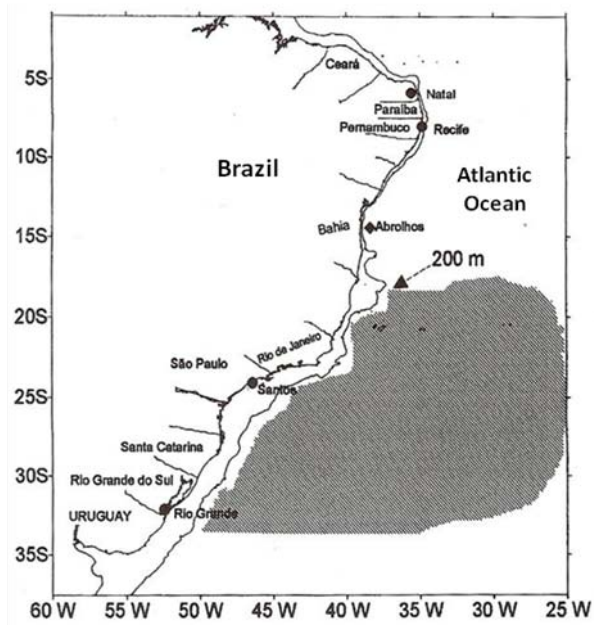 5S
10S
15S
20S
25S
30S
35S
60 W
55 W
50 W
45 W
40 W
35 W
30 W
25 W
Ceará
Natal
Paraiba
Pernambuco
Recife
Brazil
Atlantic
Ocean
Bahia
Abrolhos
200 m
Rio de Janeiro
São Paulo
Santos
Santa Catarina
Rio Grande do Sul
Rio Grande
URUGUAY